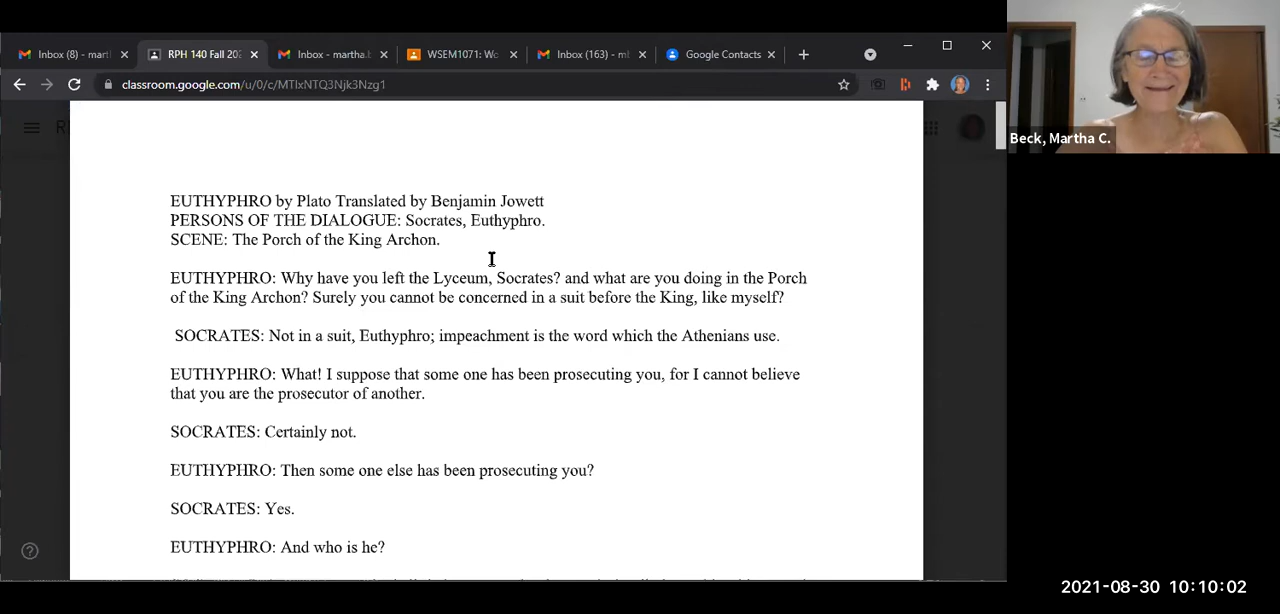 Inbox (8) - mart
RPH 140 Fall 202
Inbox - martha.b
WSEM1071: Wo
Inbox (163) - mb
Google Contacts
classroom.google.com/u/0/c/MTIxNTQ3Njk3Nzg1
Beck, Martha C.
EUTHYPHRO by Plato Translated by Benjamin Jowett
PERSONS OF THE DIALOGUE: Socrates, Euthyphro.
SCENE: The Porch of the King Archon.
EUTHYPHRO: Why have you left the Lyceum, Socrates? and what are you doing in the Porch
of the King Archon? Surely you cannot be concerned in a suit before the King, like myself?
SOCRATES: Not in a suit, Euthyphro; impeachment is the word which the Athenians use.
EUTHYPHRO: What! I suppose that some one has been prosecuting you, for I cannot believe
that you are the prosecutor of another.
SOCRATES: Certainly not.
EUTHYPHRO: Then some one else has been prosecuting you?
SOCRATES: Yes.
EUTHYPHRO: And who is he?
2021-08-30 10:10:02